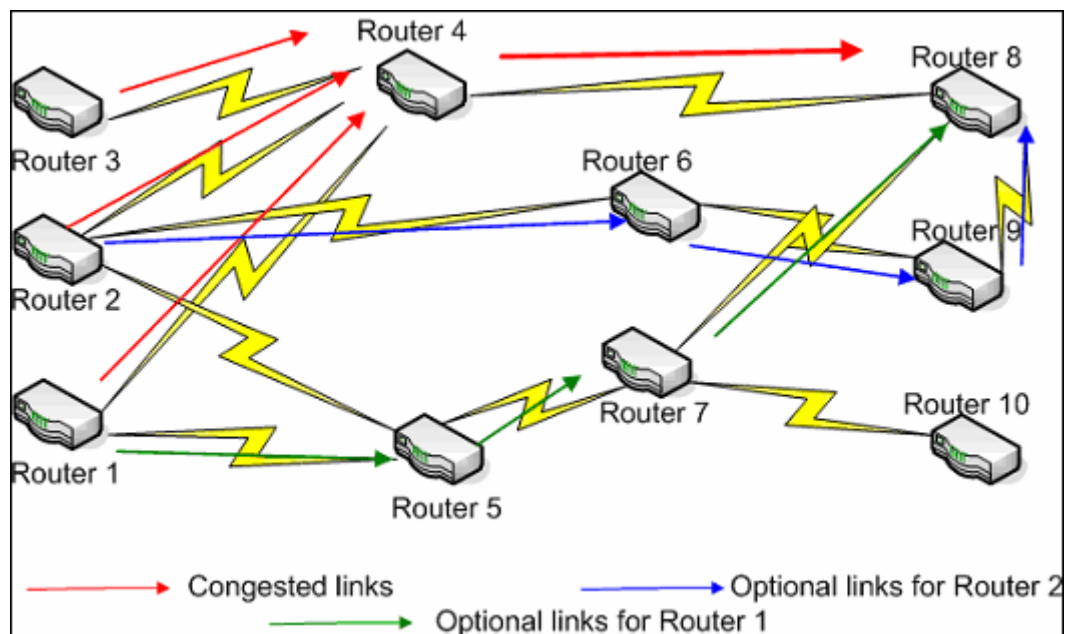 Router 4
Router 8
Router 3
Router 6
Router 9
Router 2
Router 7
Router 10
Router 1
Router 5
Congested links
Optional links for Router 2
Optional links for Router 1